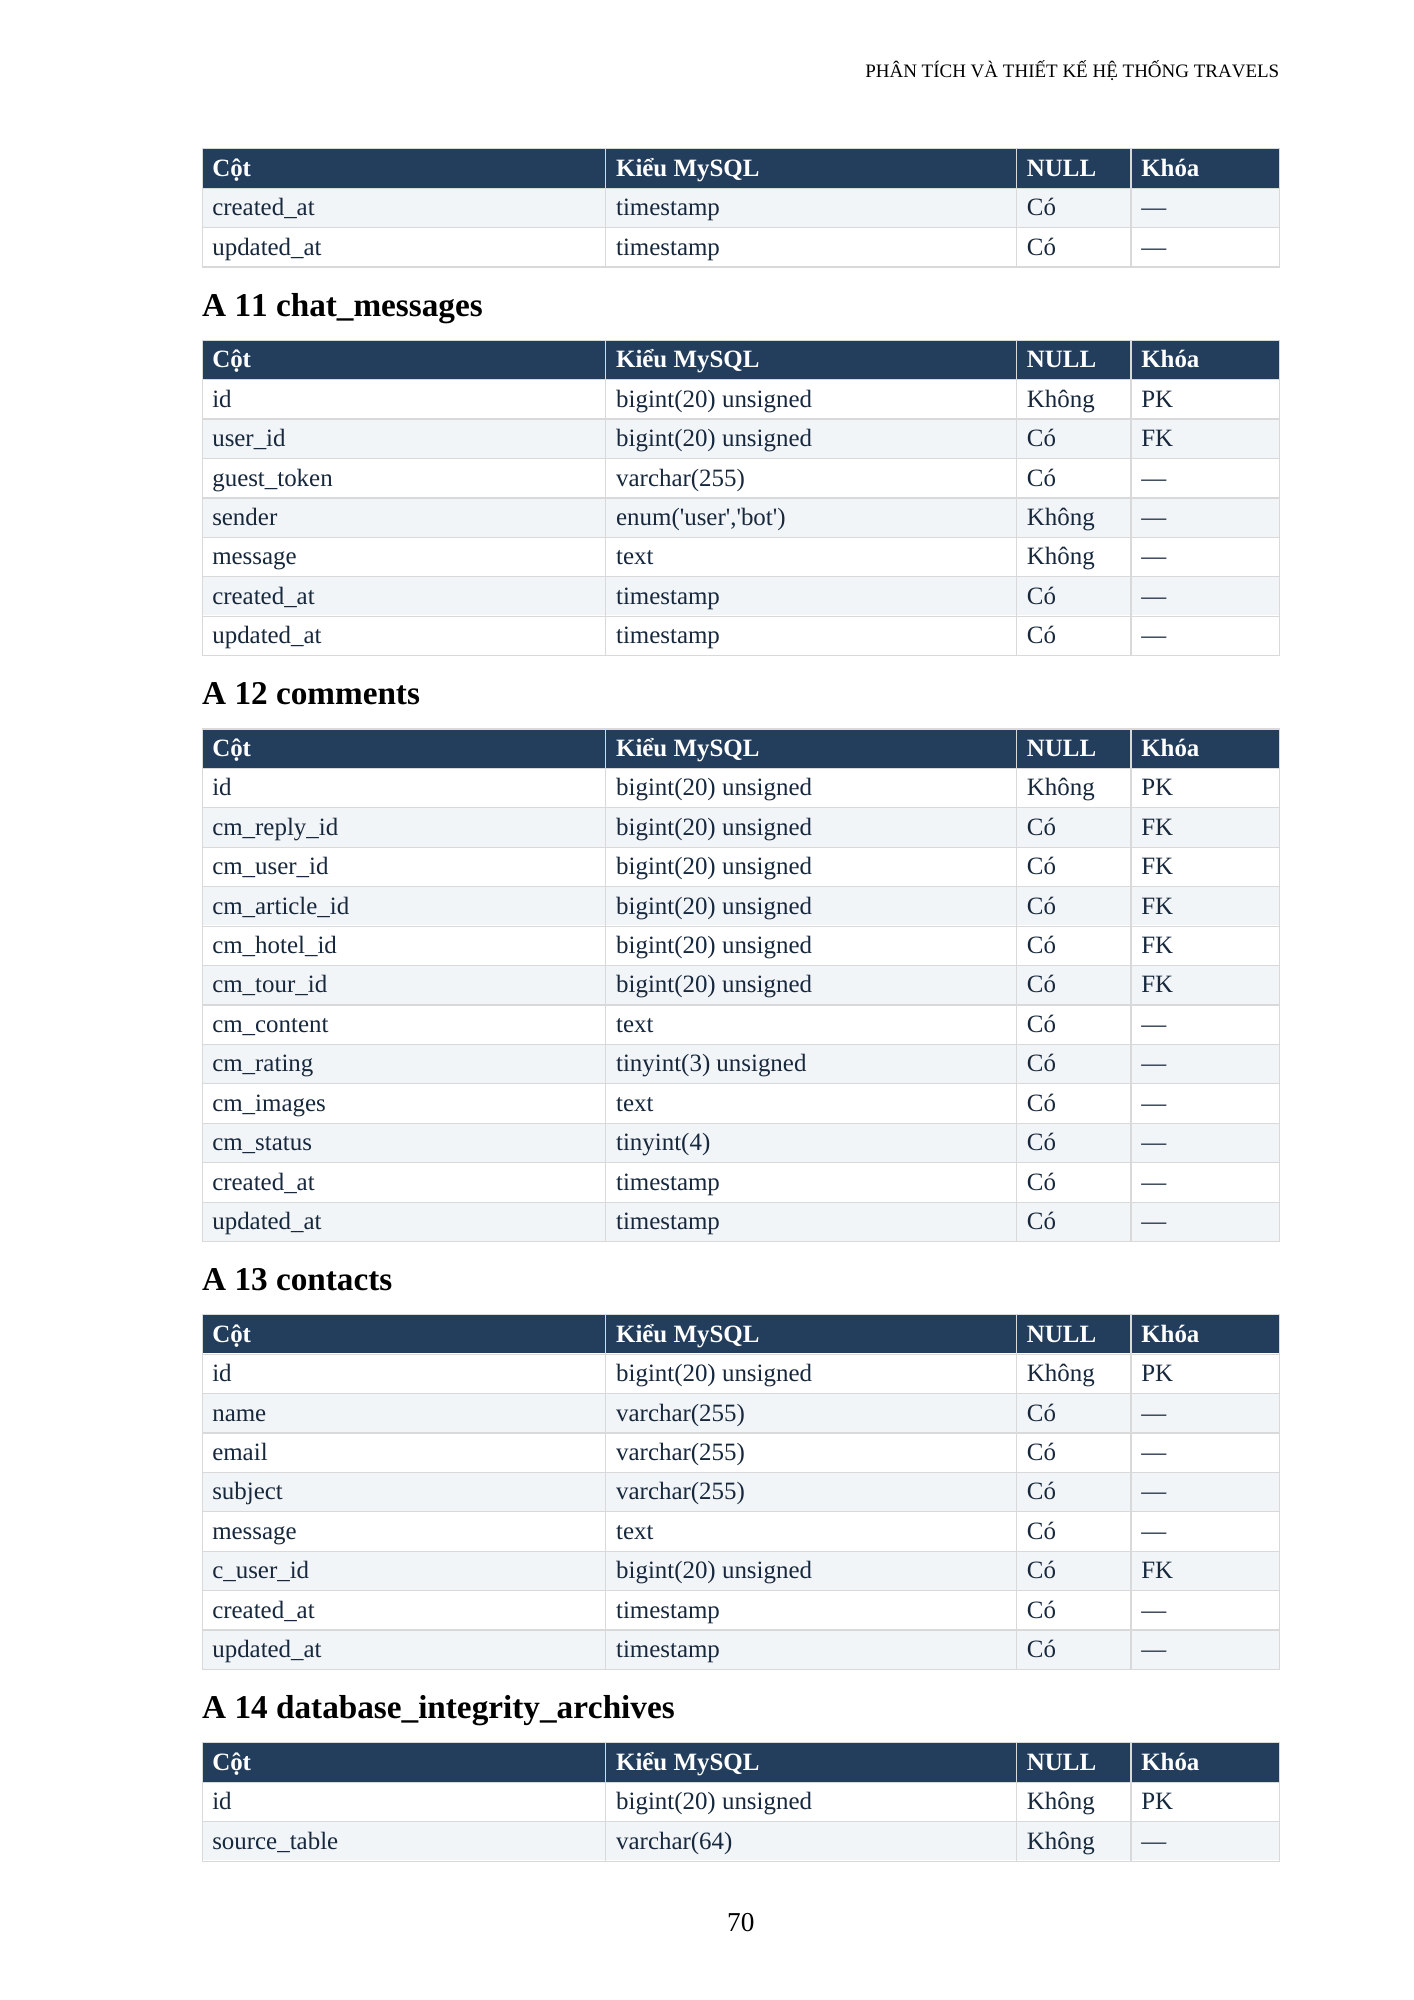 PHÂN TÍCH VÀ THIẾT KẾ HỆ THỐNG TRAVELS
Cột Kiểu MySQL NULL Khóa
created_at timestamp Có —
updated_at timestamp Có —
A 11 chat_messages
Cột Kiểu MySQL NULL Khóa
id bigint(20) unsigned Không PK
user_id bigint(20) unsigned Có FK
guest_token varchar(255) Có —
sender enum('user','bot') Không —
message text Không —
created_at timestamp Có —
updated_at timestamp Có —
A 12 comments
Cột Kiểu MySQL NULL Khóa
id bigint(20) unsigned Không PK
cm_reply_id bigint(20) unsigned Có FK
cm_user_id bigint(20) unsigned Có FK
cm_article_id bigint(20) unsigned Có FK
cm_hotel_id bigint(20) unsigned Có FK
cm_tour_id bigint(20) unsigned Có FK
cm_content text Có —
cm_rating tinyint(3) unsigned Có —
cm_images text Có —
cm_status tinyint(4) Có —
created_at timestamp Có —
updated_at timestamp Có —
A 13 contacts
Cột Kiểu MySQL NULL Khóa
id bigint(20) unsigned Không PK
name varchar(255) Có —
email varchar(255) Có —
subject varchar(255) Có —
message text Có —
c_user_id bigint(20) unsigned Có FK
created_at timestamp Có —
updated_at timestamp Có —
A 14 database_integrity_archives
Cột Kiểu MySQL NULL Khóa
id bigint(20) unsigned Không PK
source_table varchar(64) Không —
70